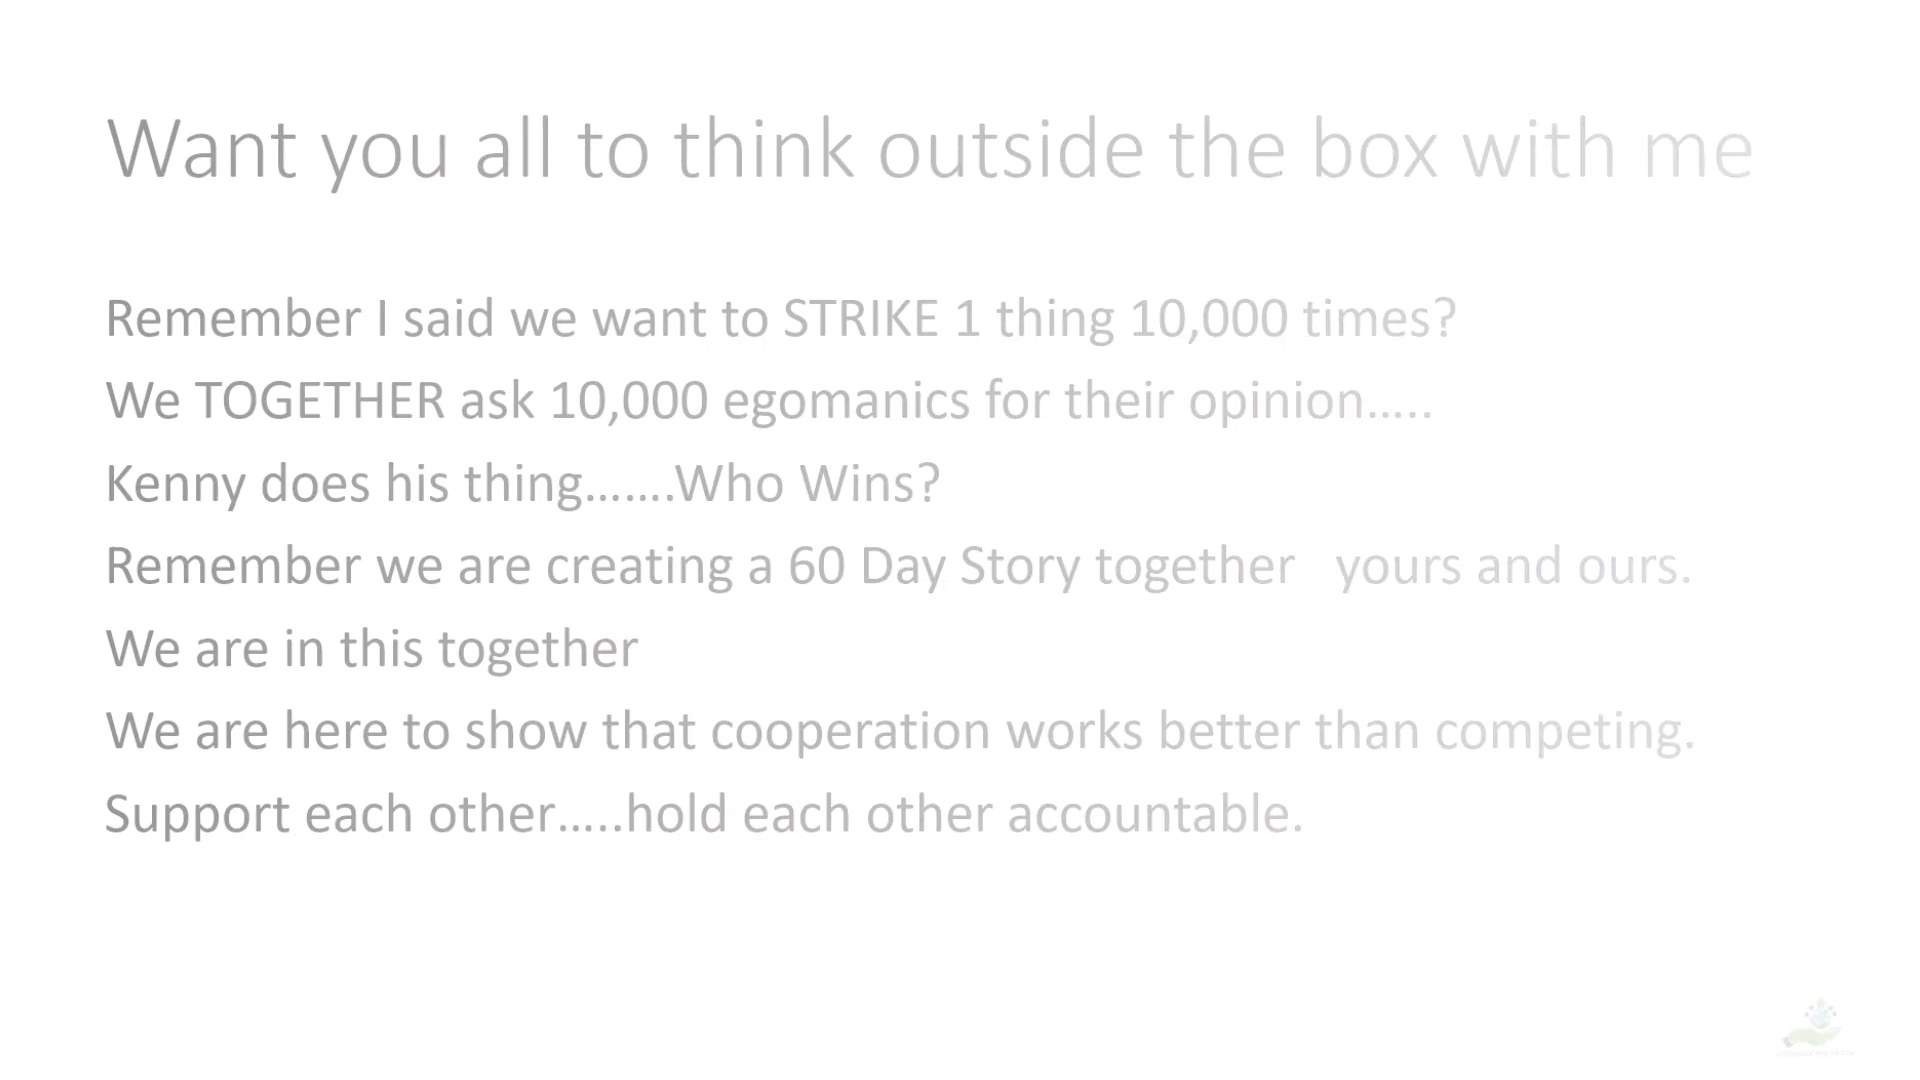 Want you all to think outside the box with me
Remember I said we want to STRIKE 1 thing 10,000 times?
We TOGETHER ask 10,000 egomanics for their opinion.....
Kenny does his thing.......Who Wins?
Remember we are creating a 60 Day Story together   yours and ours.
We are in this together
We are here to show that cooperation works better than competing.
Support each other.....hold each other accountable.